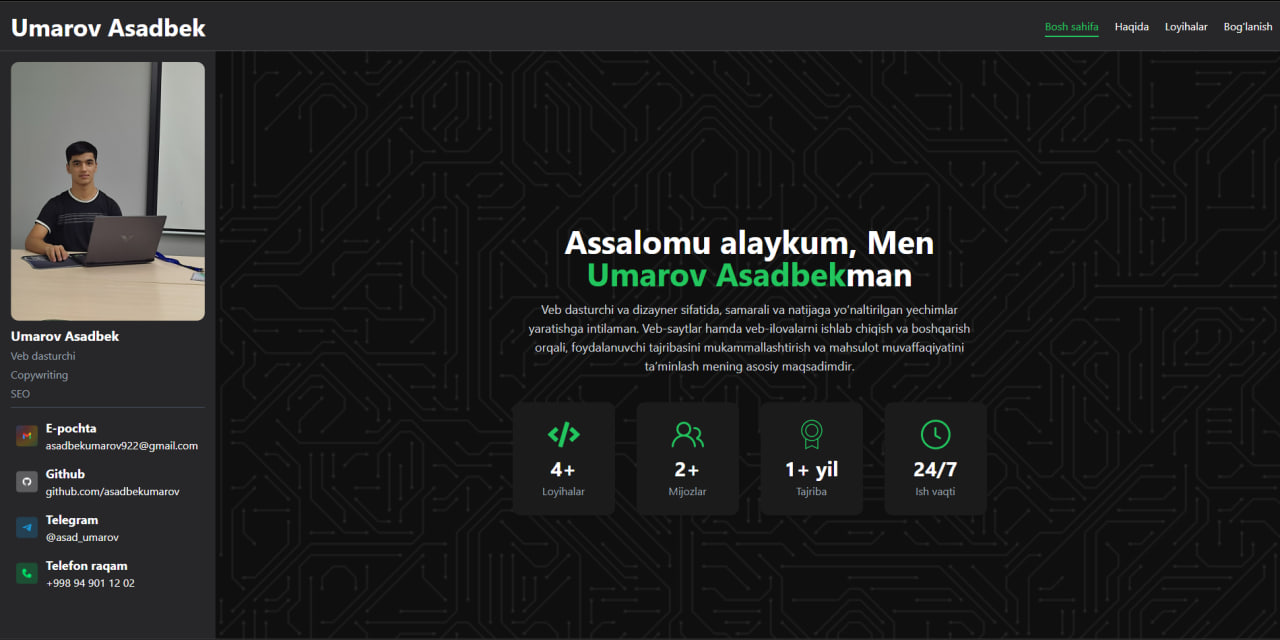 Umarov Asadbek
Bosh sahifa
Haqida
Loyihalar
Bog'lanish
Umarov Asadbek
Veb dasturchi
Copywriting
SEO
E-pochta
asadbekumarov922@gmail.com
Github
github.com/asadbekumarov
Telegram
@asad_umarov
Telefon raqam
+998 94 901 12 02
Assalomu alaykum, Men
Umarov Asadbekman
Veb dasturchi va dizayner sifatida, samarali va natijaga yo'naltirilgan yechimlar
yaratishga intilaman. Veb-saytlar hamda veb-ilovalarni ishlab chiqish va boshqarish
orqali, foydalanuvchi tajribasini mukammallashtirish va mahsulot muvaffaqiyatini
ta'minlash mening asosiy maqsadimdir.
4+
Loyihalar
2+
Mijozlar
1+ yil
Tajriba
24/7
Ish vaqti